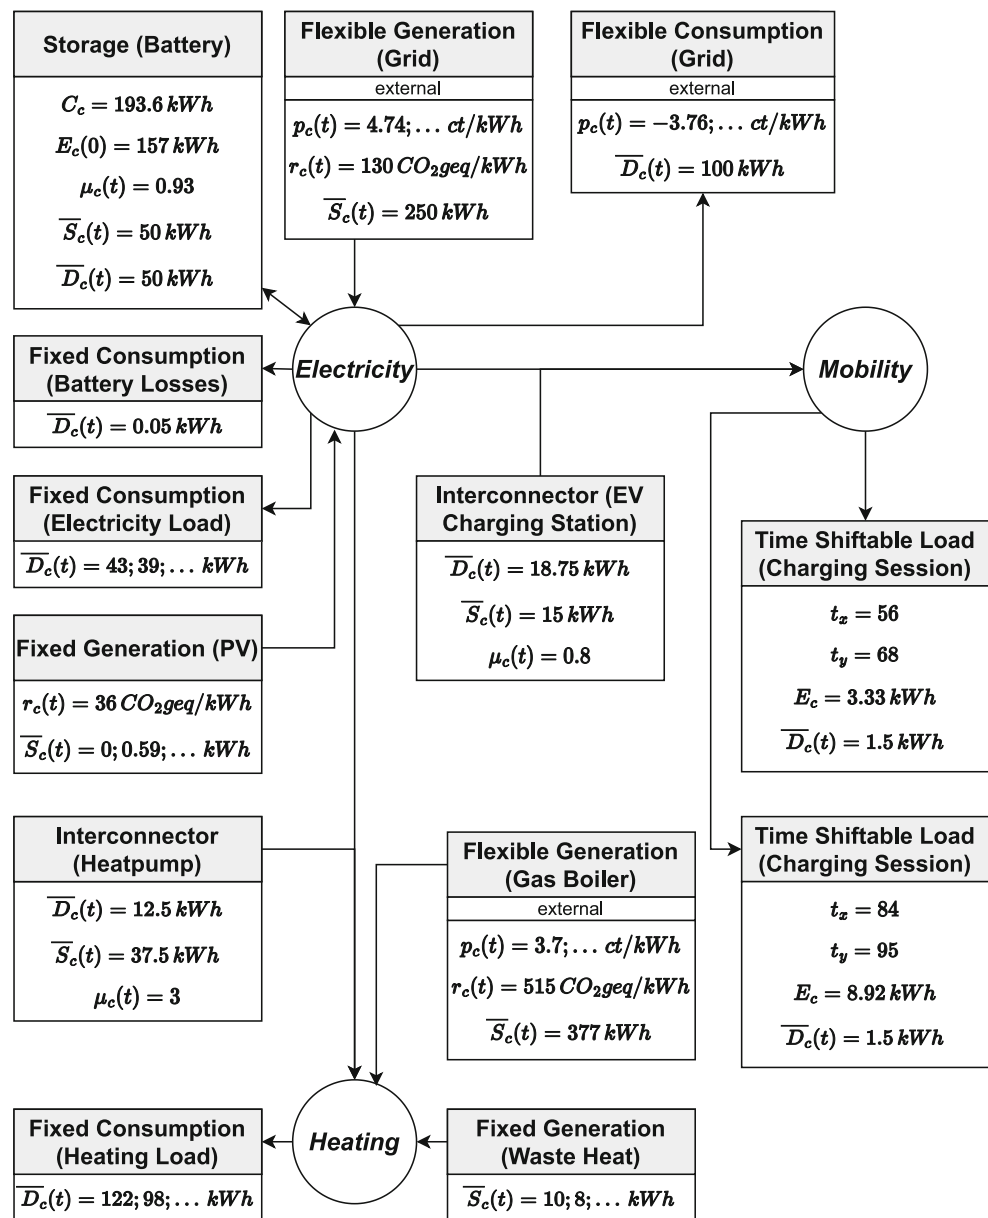 Storage (Battery)
C_c = 193.6 kWh
E_c(0) = 157 kWh
μ_c(t) = 0.93
S̅_c(t) = 50 kWh
D̅_c(t) = 50 kWh
Flexible Generation
(Grid)
external
p_c(t) = 4.74; … ct/kWh
r_c(t) = 130 CO₂geq/kWh
S̅_c(t) = 250 kWh
Flexible Consumption
(Grid)
external
p_c(t) = −3.76; … ct/kWh
D̅_c(t) = 100 kWh
Electricity
Mobility
Fixed Consumption
(Battery Losses)
D̅_c(t) = 0.05 kWh
Fixed Consumption
(Electricity Load)
D̅_c(t) = 43; 39; … kWh
Interconnector (EV
Charging Station)
D̅_c(t) = 18.75 kWh
S̅_c(t) = 15 kWh
μ_c(t) = 0.8
Time Shiftable Load
(Charging Session)
t_x = 56
t_y = 68
E_c = 3.33 kWh
D̅_c(t) = 1.5 kWh
Fixed Generation (PV)
r_c(t) = 36 CO₂geq/kWh
S̅_c(t) = 0; 0.59; … kWh
Interconnector
(Heatpump)
D̅_c(t) = 12.5 kWh
S̅_c(t) = 37.5 kWh
μ_c(t) = 3
Flexible Generation
(Gas Boiler)
external
p_c(t) = 3.7; … ct/kWh
r_c(t) = 515 CO₂geq/kWh
S̅_c(t) = 377 kWh
Time Shiftable Load
(Charging Session)
t_x = 84
t_y = 95
E_c = 8.92 kWh
D̅_c(t) = 1.5 kWh
Fixed Consumption
(Heating Load)
D̅_c(t) = 122; 98; … kWh
Heating
Fixed Generation
(Waste Heat)
S̅_c(t) = 10; 8; … kWh